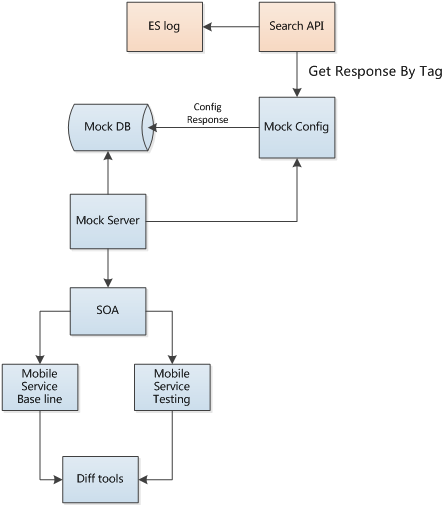 ES log
Search API
Get Response By Tag
Mock DB
Config
Response
Mock Config
Mock Server
SOA
Mobile
Service
Base line
Mobile
Service
Testing
Diff tools